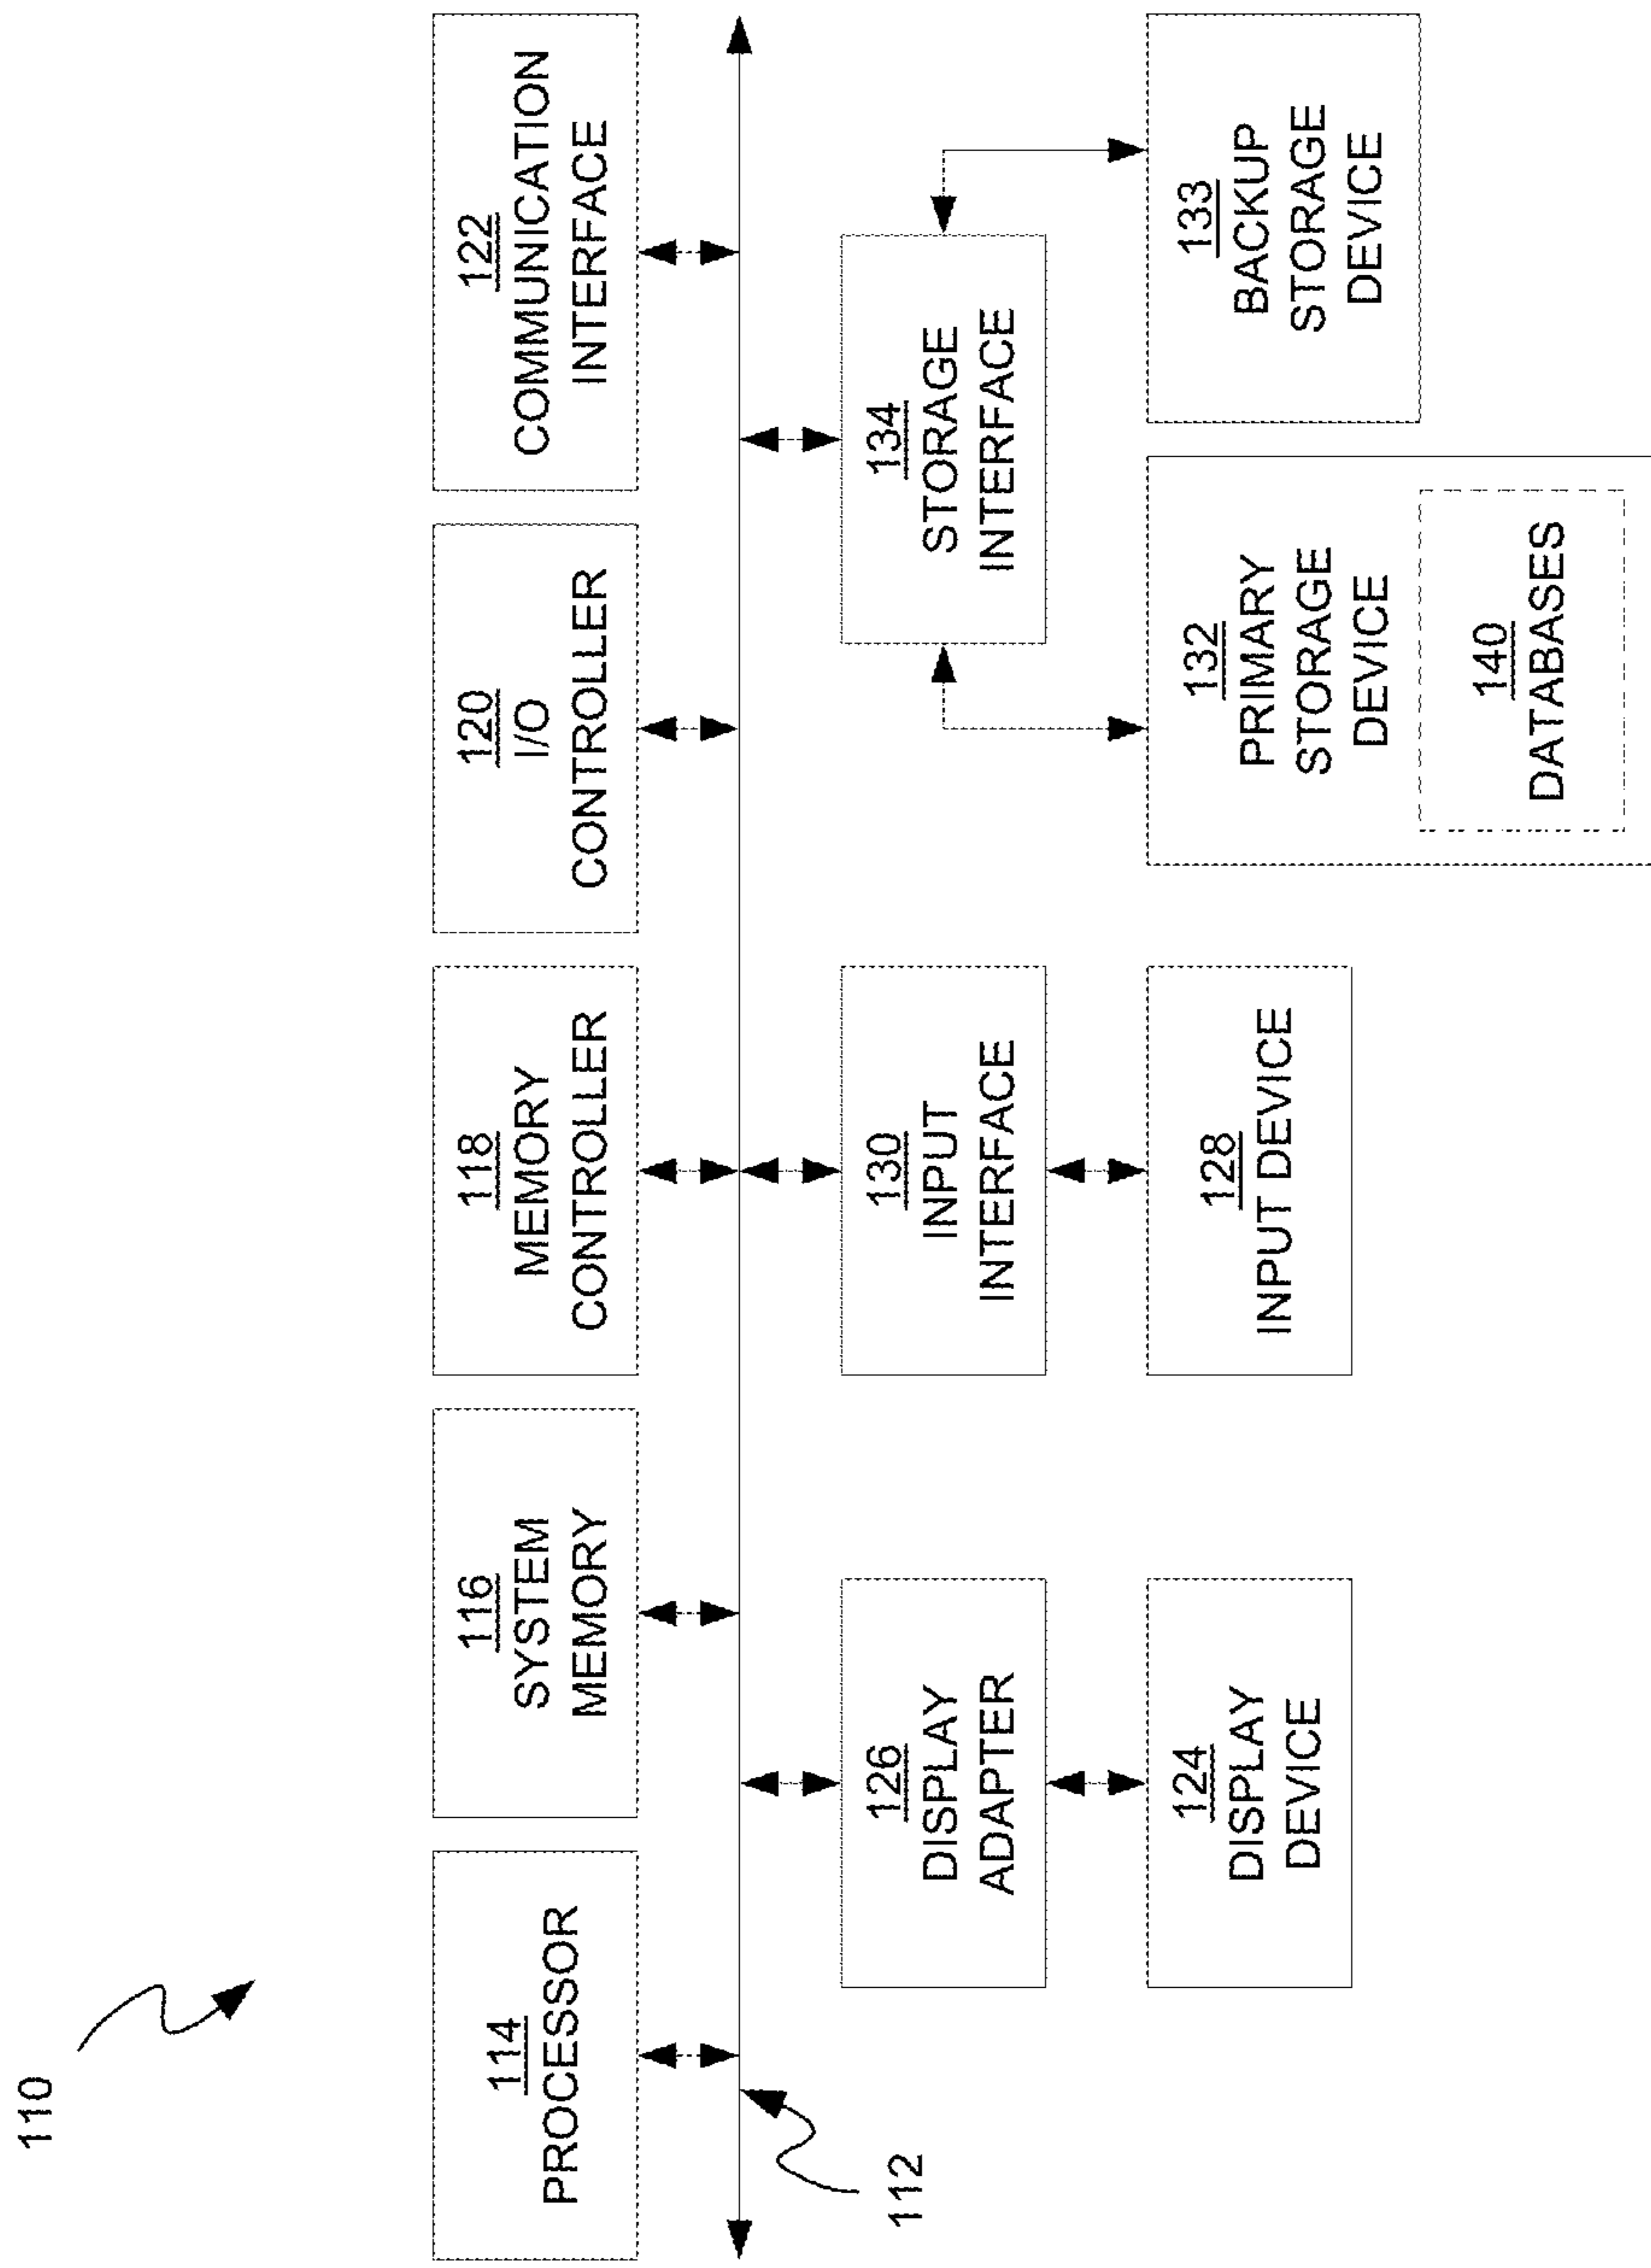 110
114
PROCESSOR
116
SYSTEM
MEMORY
118
MEMORY
CONTROLLER
120
I/O
CONTROLLER
122
COMMUNICATION
INTERFACE
112
126
DISPLAY
ADAPTER
130
INPUT
INTERFACE
134
STORAGE
INTERFACE
124
DISPLAY
DEVICE
128
INPUT DEVICE
132
PRIMARY
STORAGE
DEVICE
140
DATABASES
133
BACKUP
STORAGE
DEVICE